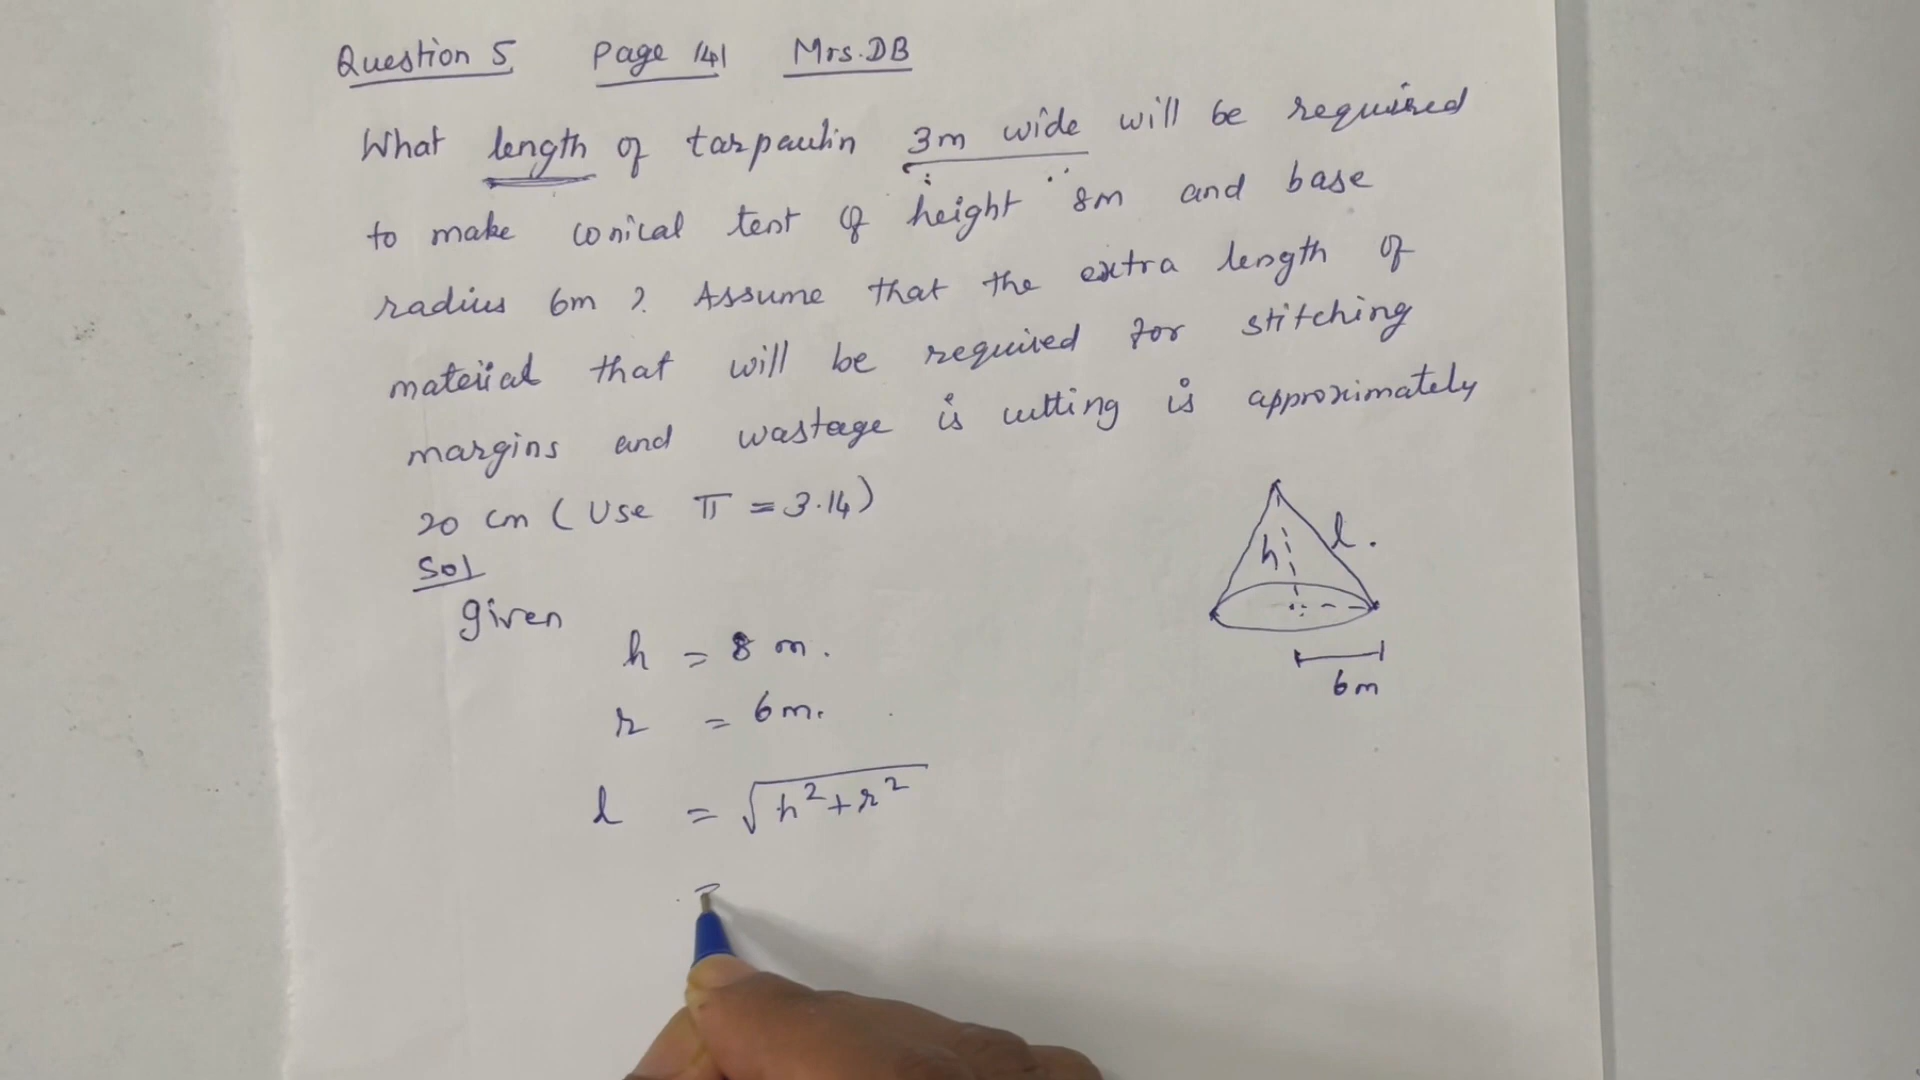 Question 5 Page 141 Mrs.DB
What length of tarpaulin 3m wide will be required
to make conical tent of height 8m and base
radius 6m ? Assume that the extra length of
material that will be required for stitching
margins and wastage is cutting is approximately
20 cm ( Use π = 3.14)
Sol
given
h = 8 m.
r = 6m.
l = √h²+r²
=
h
l.
6m